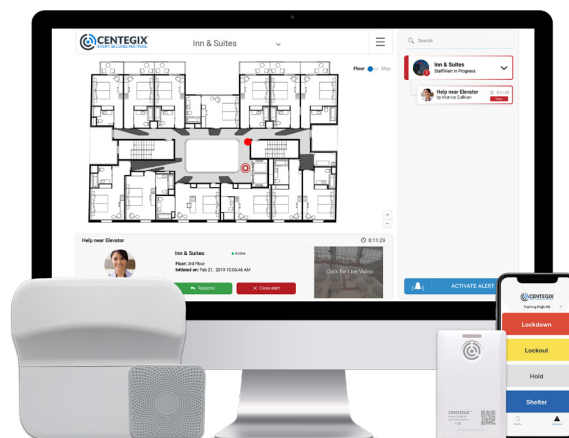 CENTEGIX
EVERY SECOND MATTERS.
Inn & Suites
Search
Floor
Map
Inn & Suites
StaffAlert in Progress
Help near Elevator
by Monica Sullivan
Help near Elevator
0:11:29
Inn & Suites
Active
Floor: 3rd Floor
Initiated on: Feb 21, 2019 10:06:46 AM
Click for Live Video
Respond
Close alert
ACTIVATE ALERT
CENTEGIX
Lockdown
Lockout
Hold
Shelter
CENTEGIX